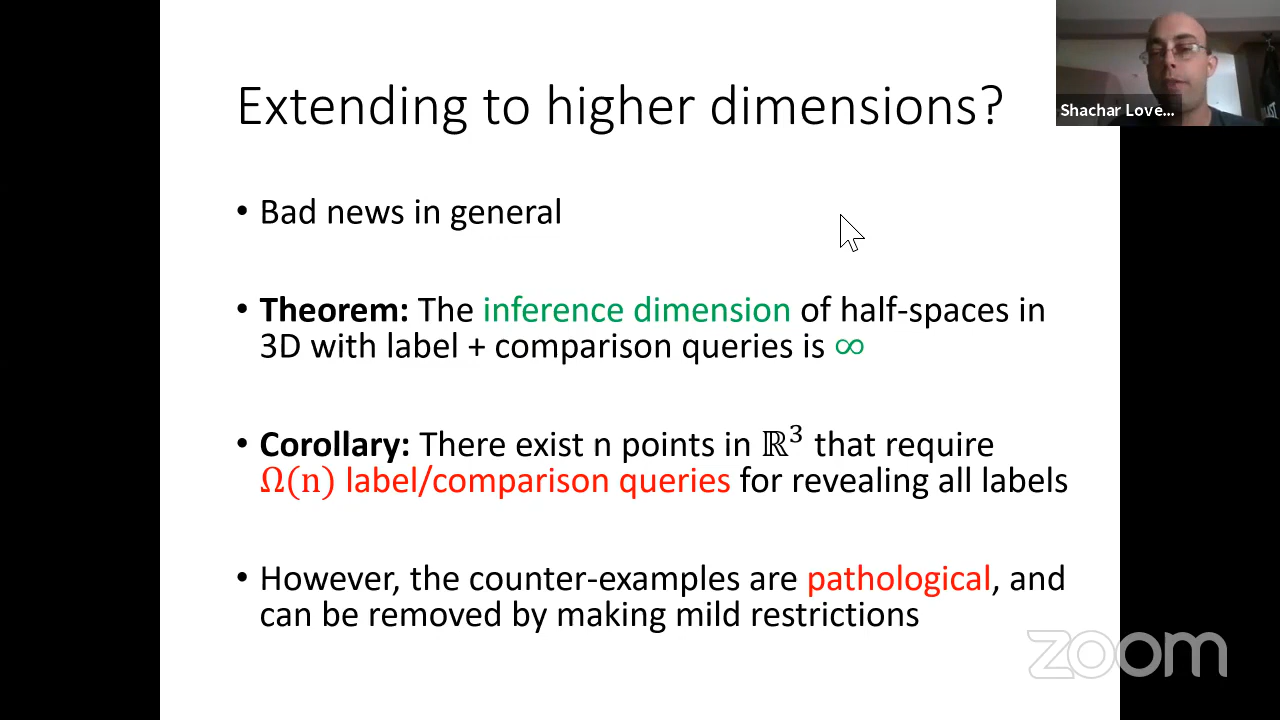 Extending to higher dimensions?
Shachar Love...
• Bad news in general
• Theorem: The inference dimension of half-spaces in
3D with label + comparison queries is ∞
• Corollary: There exist n points in ℝ³ that require
Ω(n) label/comparison queries for revealing all labels
• However, the counter-examples are pathological, and
can be removed by making mild restrictions
zoom